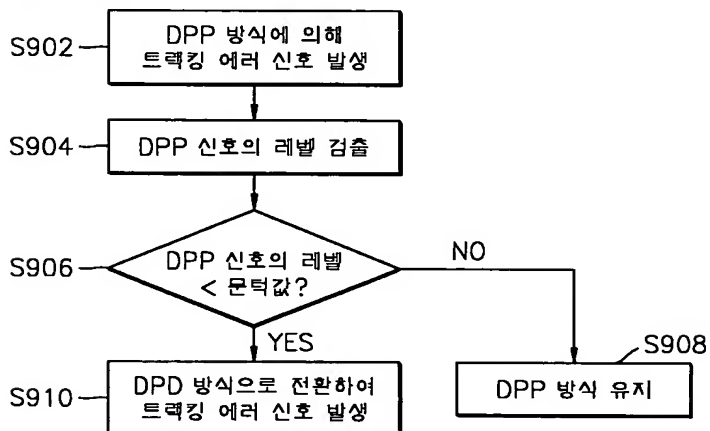 S902
DPP 방식에 의해
트랙킹 에러 신호 발생
S904
DPP 신호의 레벨 검출
S906
DPP 신호의 레벨
< 문턱값?
NO
YES
S908
DPP 방식 유지
S910
DPD 방식으로 전환하여
트랙킹 에러 신호 발생